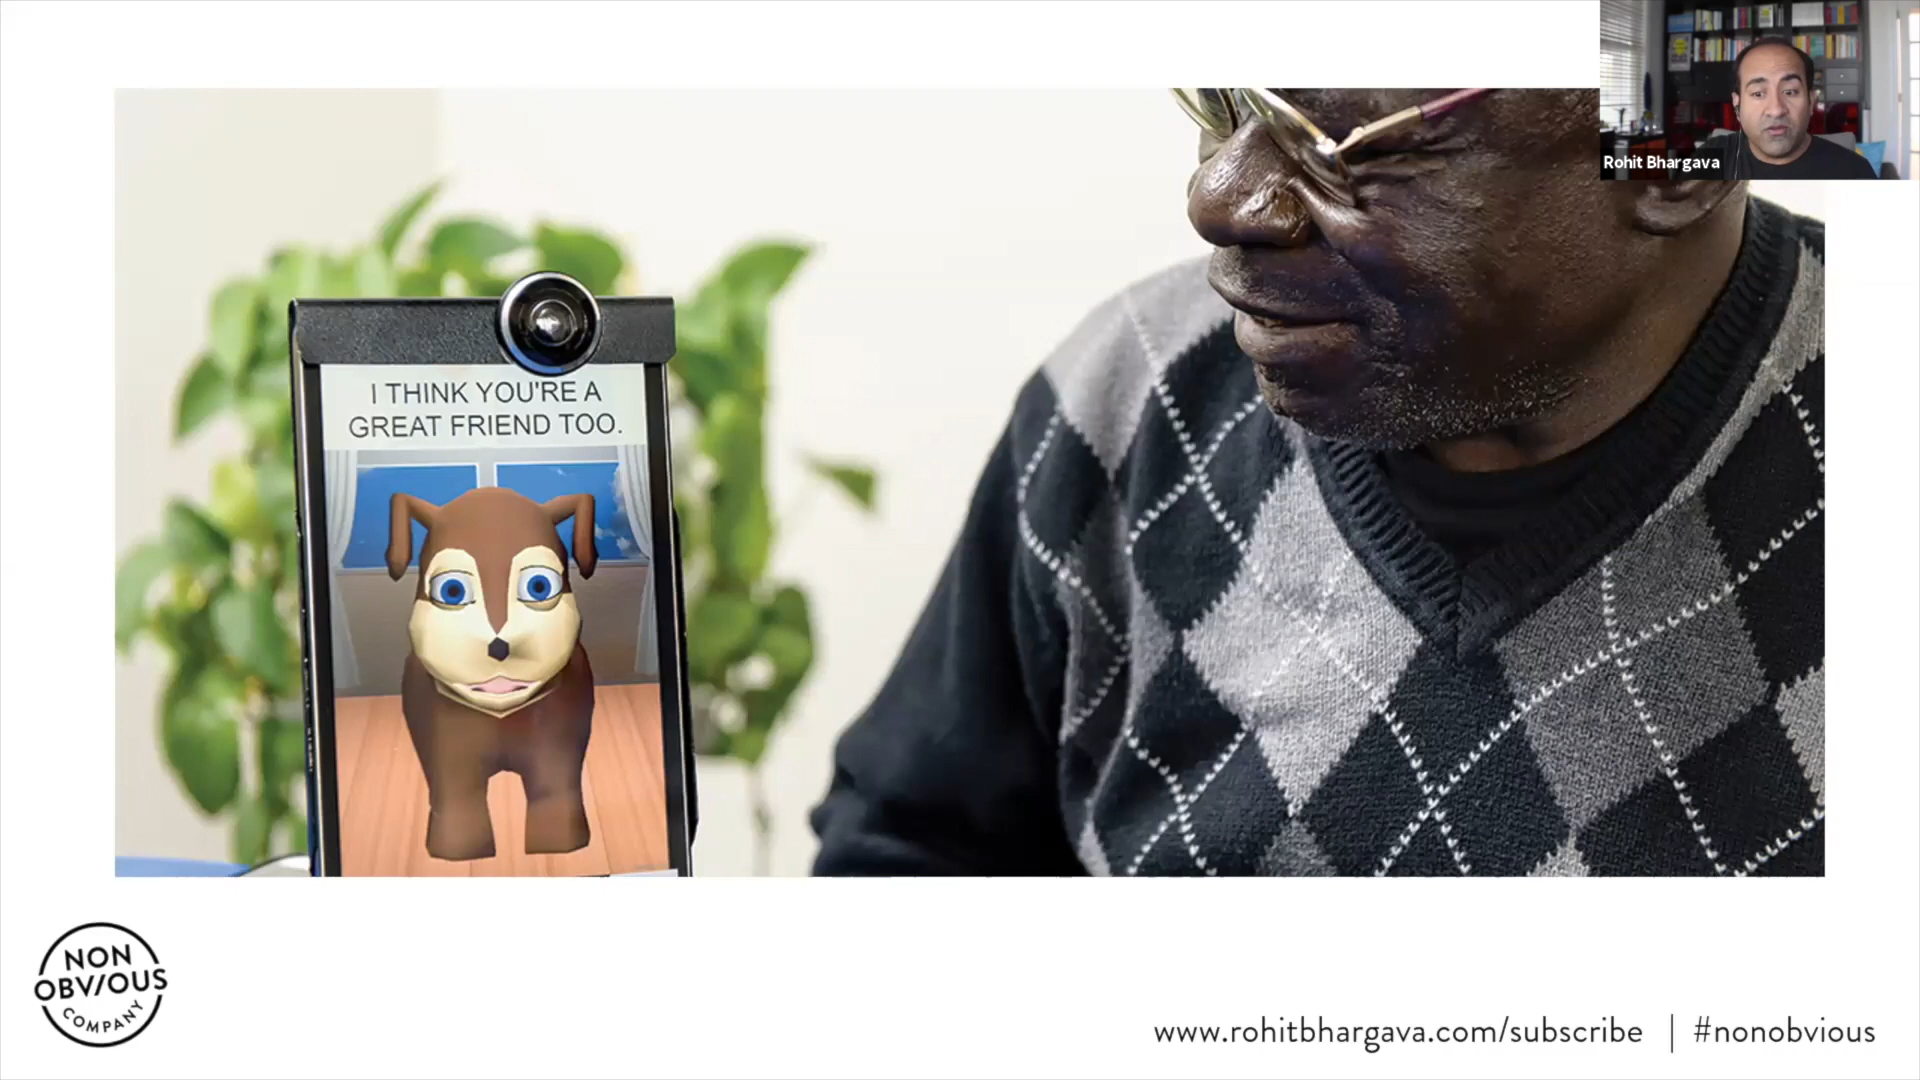 Rohit Bhargava
I THINK YOU'RE A
GREAT FRIEND TOO.
NON
OBV/OUS
COMPANY
www.rohitbhargava.com/subscribe | #nonobvious